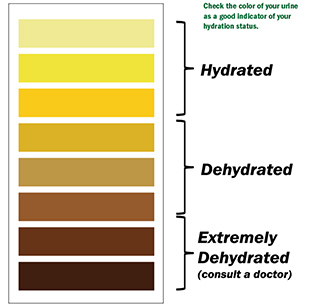 Check the color of your urine
as a good indicator of your
hydration status.
Hydrated
Dehydrated
Extremely
Dehydrated
(consult a doctor)